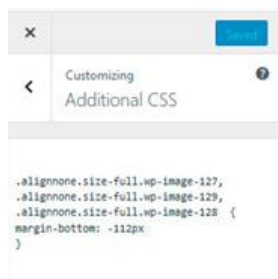 Saved
Customizing
Additional CSS
.alignnone.size-full.wp-image-127,
.alignnone.size-full.wp-image-129,
.alignnone.size-full.wp-image-128 {
margin-bottom: -112px
}